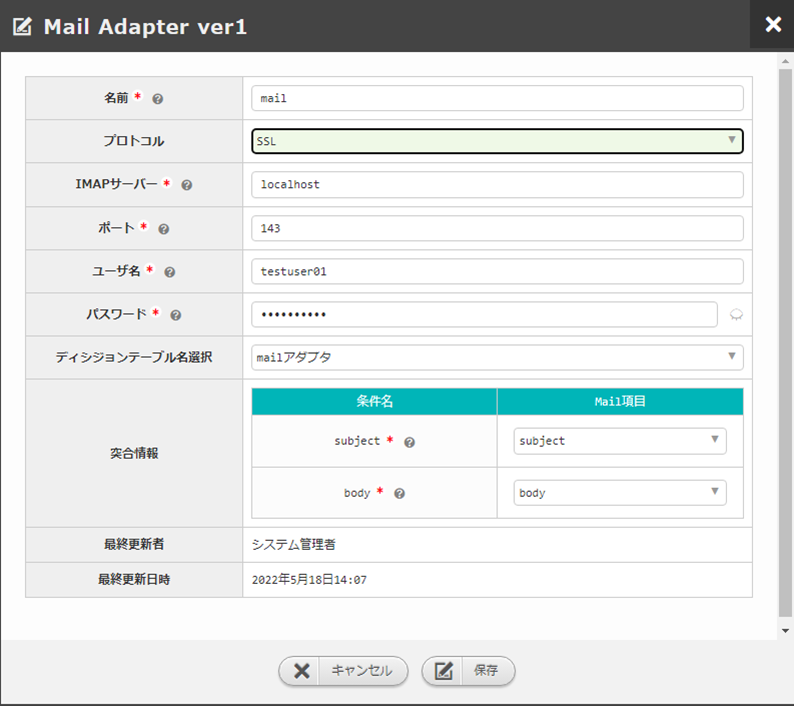 Mail Adapter ver1
名前 * mail
プロトコル SSL
IMAPサーバー * localhost
ポート * 143
ユーザ名 * testuser01
パスワード * ••••••••••
ディシジョンテーブル名選択 mailアダプタ
突合情報
条件名 Mail項目
subject * subject
body * body
最終更新者 システム管理者
最終更新日時 2022年5月18日14:07
キャンセル 保存